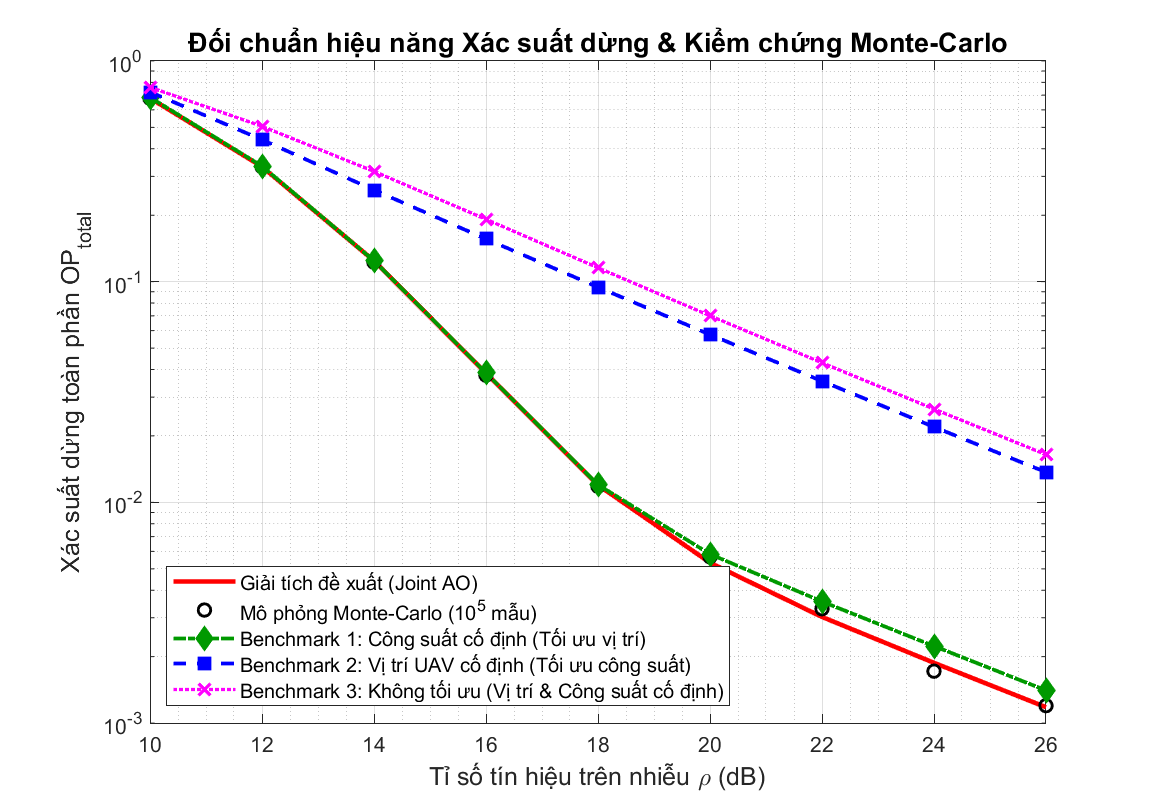 Đối chuẩn hiệu năng Xác suất dừng & Kiểm chứng Monte-Carlo
Xác suất dừng toàn phần OP_total
10^0
10^-1
10^-2
10^-3
Giải tích đề xuất (Joint AO)
Mô phỏng Monte-Carlo (10^5 mẫu)
Benchmark 1: Công suất cố định (Tối ưu vị trí)
Benchmark 2: Vị trí UAV cố định (Tối ưu công suất)
Benchmark 3: Không tối ưu (Vị trí & Công suất cố định)
10 12 14 16 18 20 22 24 26
Tỉ số tín hiệu trên nhiễu ρ (dB)